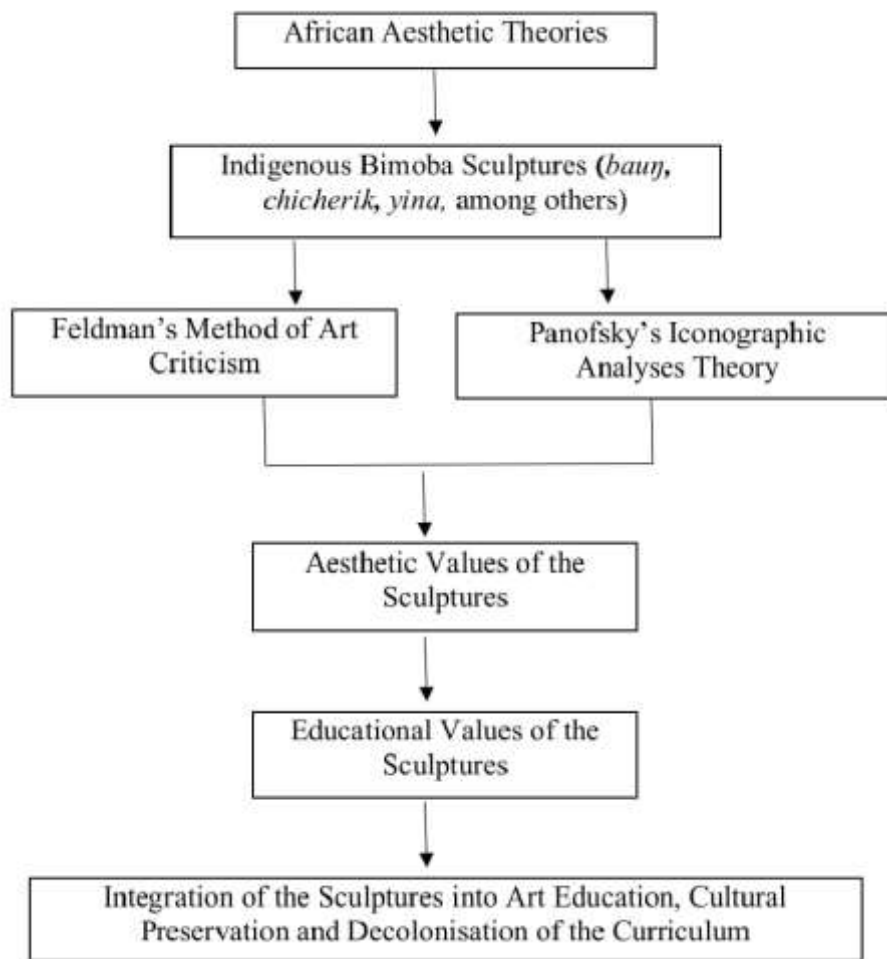 African Aesthetic Theories
Indigenous Bimoba Sculptures (bauŋ,
chicherik, yina, among others)
Feldman's Method of Art
Criticism
Panofsky's Iconographic
Analyses Theory
Aesthetic Values of the
Sculptures
Educational Values of the
Sculptures
Integration of the Sculptures into Art Education, Cultural
Preservation and Decolonisation of the Curriculum